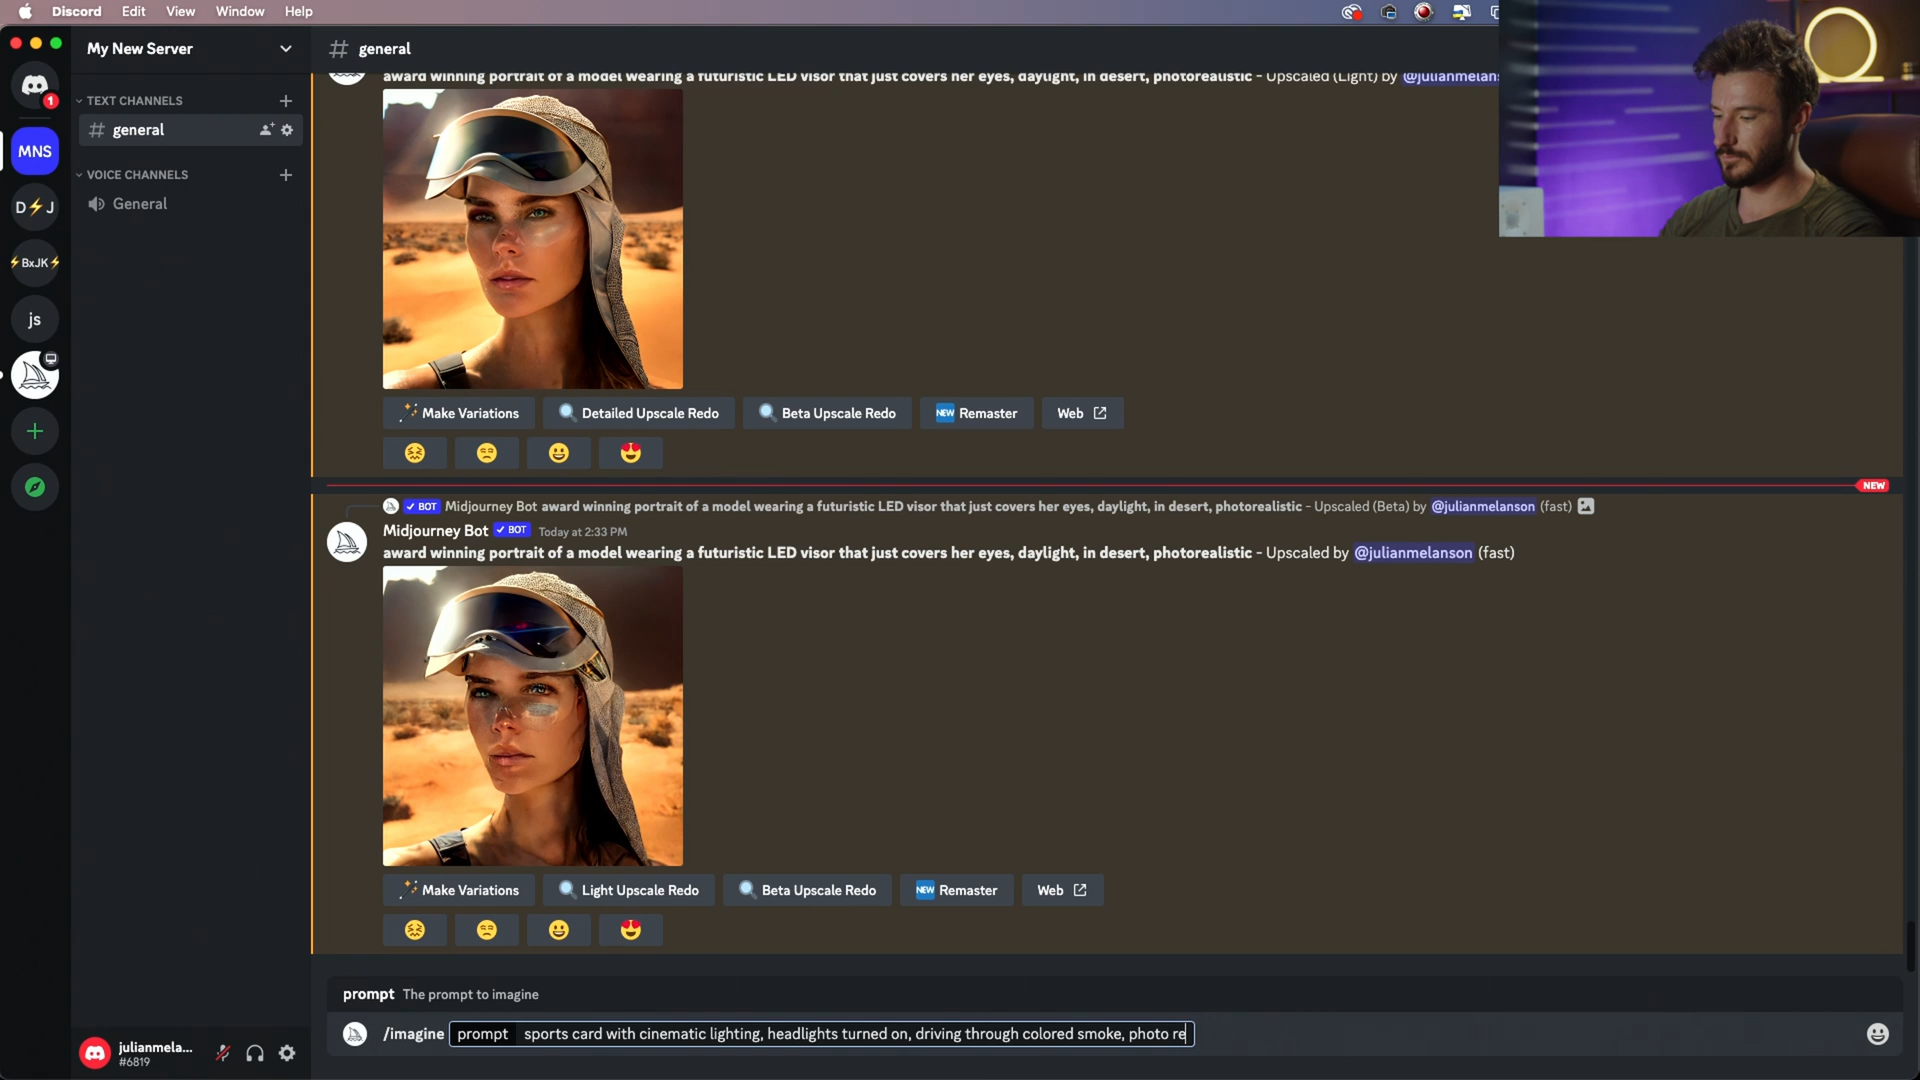 Discord Edit View Window Help
My New Server
# general
1
TEXT CHANNELS
# general
MNS
VOICE CHANNELS
General
D⚡J
⚡BxJK⚡
js
award winning portrait of a model wearing a futuristic LED visor that just covers her eyes, daylight, in desert, photorealistic - Upscaled (Light) by @julianmelans
Make Variations Detailed Upscale Redo Beta Upscale Redo NEW Remaster Web
NEW
✓ BOT Midjourney Bot award winning portrait of a model wearing a futuristic LED visor that just covers her eyes, daylight, in desert, photorealistic - Upscaled (Beta) by @julianmelanson (fast)
Midjourney Bot ✓ BOT Today at 2:33 PM
award winning portrait of a model wearing a futuristic LED visor that just covers her eyes, daylight, in desert, photorealistic - Upscaled by @julianmelanson (fast)
Make Variations Light Upscale Redo Beta Upscale Redo NEW Remaster Web
prompt The prompt to imagine
/imagine prompt sports card with cinematic lighting, headlights turned on, driving through colored smoke, photo re
julianmela...
#6819